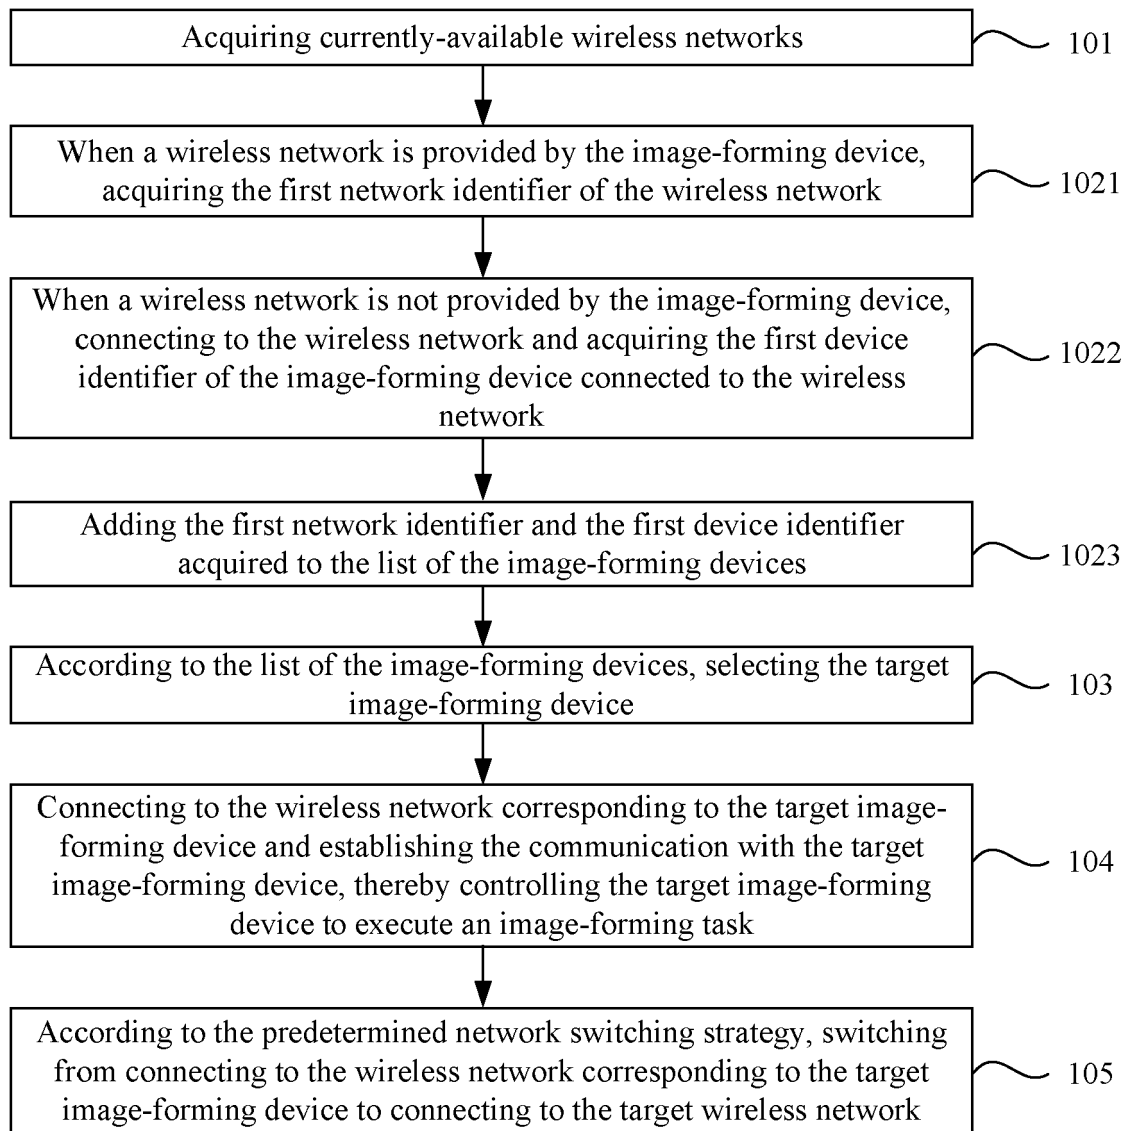 Acquiring currently-available wireless networks
101
When a wireless network is provided by the image-forming device,
acquiring the first network identifier of the wireless network
1021
When a wireless network is not provided by the image-forming device,
connecting to the wireless network and acquiring the first device
identifier of the image-forming device connected to the wireless
network
1022
Adding the first network identifier and the first device identifier
acquired to the list of the image-forming devices
1023
According to the list of the image-forming devices, selecting the target
image-forming device
103
Connecting to the wireless network corresponding to the target image-
forming device and establishing the communication with the target
image-forming device, thereby controlling the target image-forming
device to execute an image-forming task
104
According to the predetermined network switching strategy, switching
from connecting to the wireless network corresponding to the target
image-forming device to connecting to the target wireless network
105